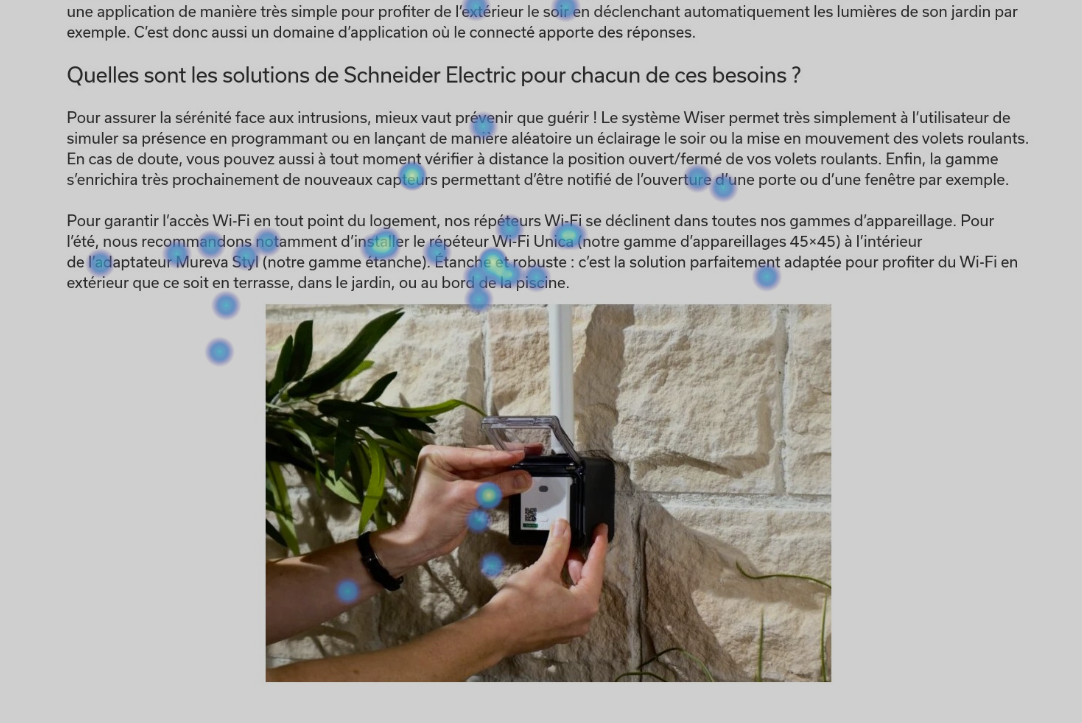 une application de manière très simple pour profiter de l’extérieur le soir en déclenchant automatiquement les lumières de son jardin par
exemple. C’est donc aussi un domaine d’application où le connecté apporte des réponses.
Quelles sont les solutions de Schneider Electric pour chacun de ces besoins ?
Pour assurer la sérénité face aux intrusions, mieux vaut prévenir que guérir ! Le système Wiser permet très simplement à l’utilisateur de
simuler sa présence en programmant ou en lançant de manière aléatoire un éclairage le soir ou la mise en mouvement des volets roulants.
En cas de doute, vous pouvez aussi à tout moment vérifier à distance la position ouvert/fermé de vos volets roulants. Enfin, la gamme
s’enrichira très prochainement de nouveaux capteurs permettant d’être notifié de l’ouverture d’une porte ou d’une fenêtre par exemple.
Pour garantir l’accès Wi-Fi en tout point du logement, nos répéteurs Wi-Fi se déclinent dans toutes nos gammes d’appareillage. Pour
l’été, nous recommandons notamment d’installer le répéteur Wi-Fi Unica (notre gamme d’appareillages 45×45) à l’intérieur
de l’adaptateur Mureva Styl (notre gamme étanche). Étanche et robuste : c’est la solution parfaitement adaptée pour profiter du Wi-Fi en
extérieur que ce soit en terrasse, dans le jardin, ou au bord de la piscine.